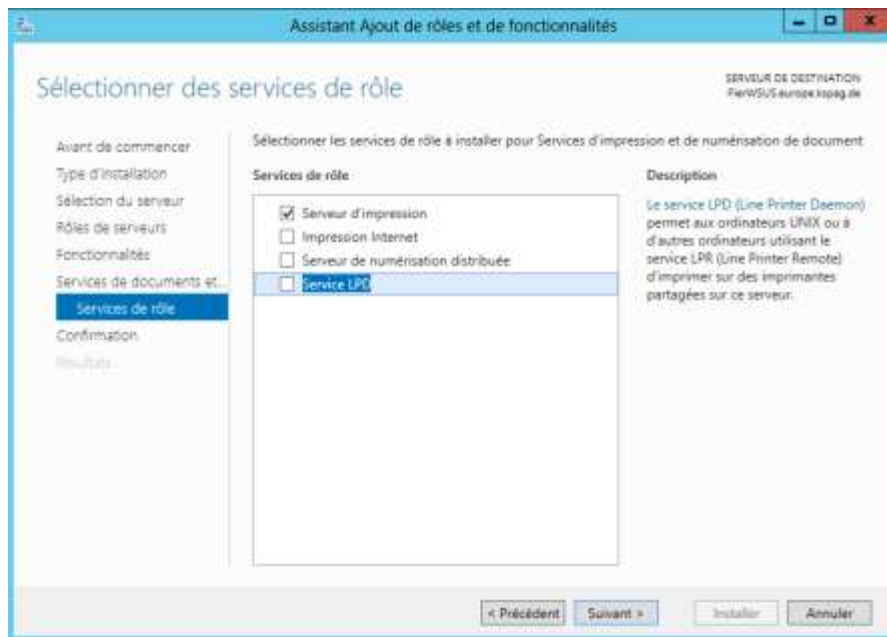 Assistant Ajout de rôles et de fonctionnalités
Sélectionner des services de rôle
SERVEUR DE DESTINATION
Avant de commencer
Type d'installation
Sélection du serveur
Rôles de serveurs
Fonctionnalités
Services de documents et...
Services de rôle
Confirmation
Résultats
Sélectionner les services de rôle à installer pour Services d'impression et de numérisation de document
Services de rôle
Serveur d'impression
Impression Internet
Serveur de numérisation distribuée
Service LPD
Description
Le service LPD (Line Printer Daemon)
permet aux ordinateurs UNIX ou à
d'autres ordinateurs utilisant le
service LPR (Line Printer Remote)
d'imprimer sur des imprimantes
partagées sur ce serveur.
< Précédent
Suivant >
Installer
Annuler